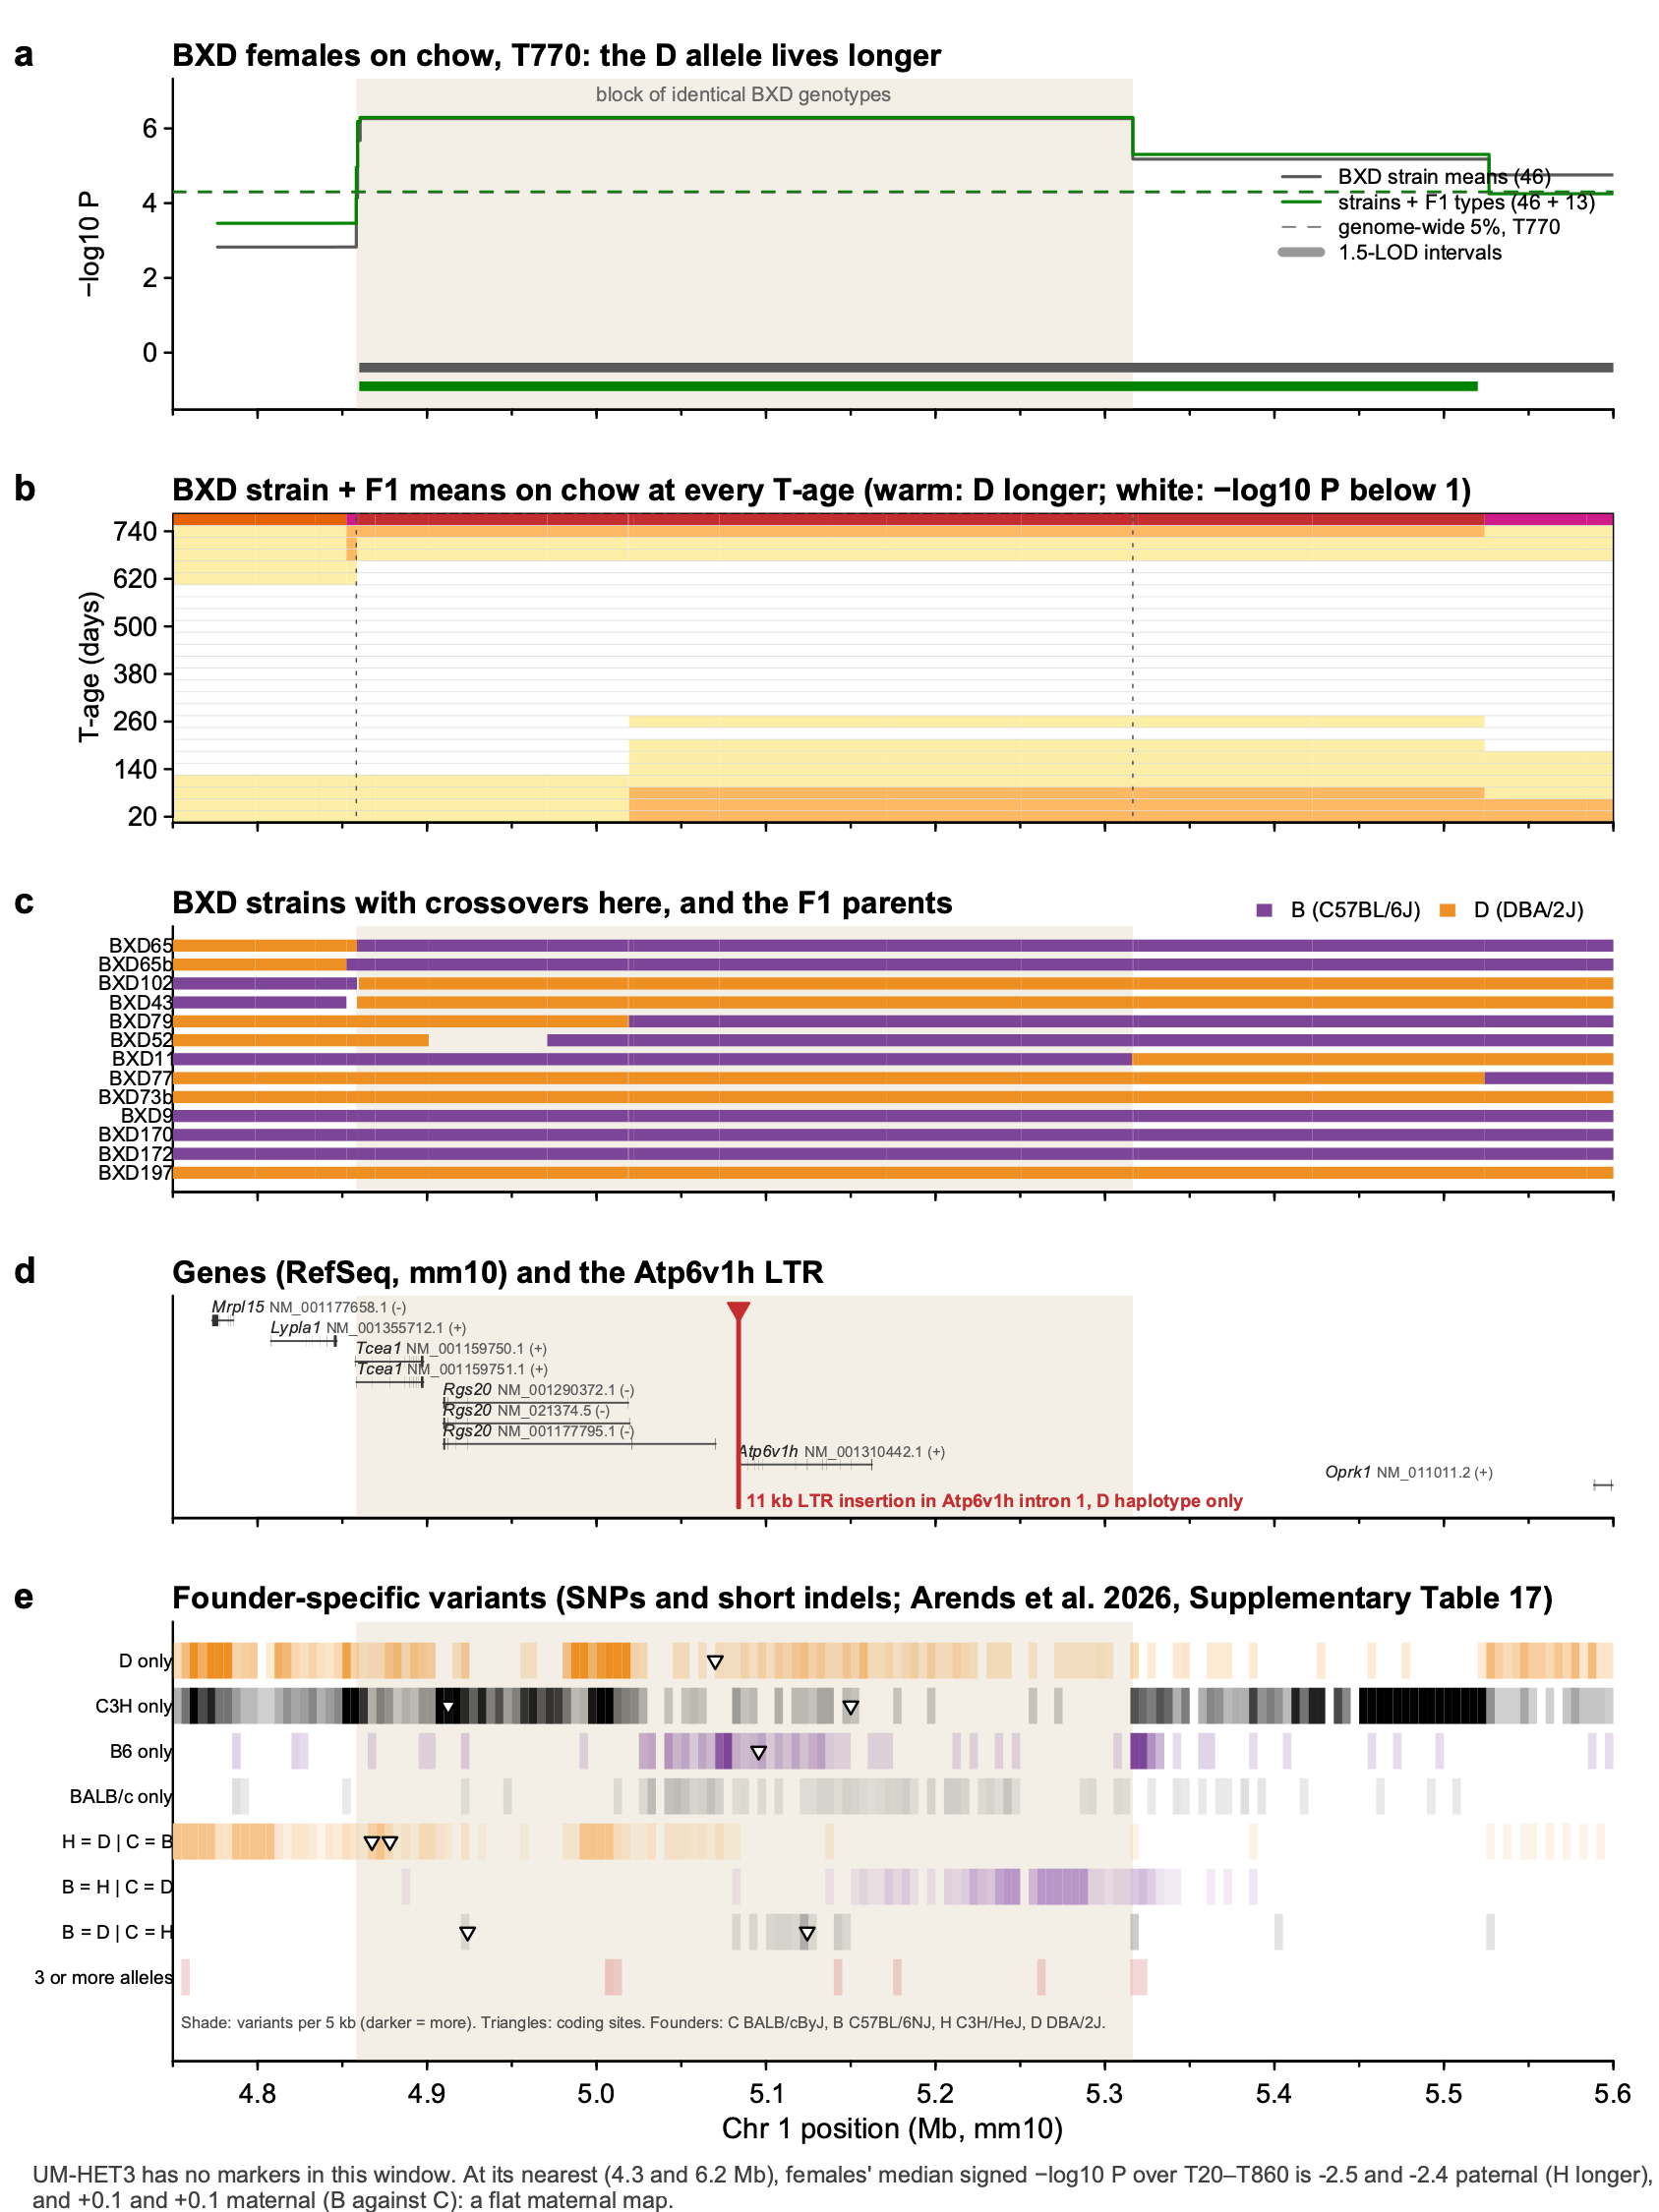 a
BXD females on chow, T770: the D allele lives longer
block of identical BXD genotypes
6
4
2
0
−log10 P
BXD strain means (46)
strains + F1 types (46 + 13)
genome-wide 5%, T770
1.5-LOD intervals
b
BXD strain + F1 means on chow at every T-age (warm: D longer; white: −log10 P below 1)
740
620
500
380
260
140
20
T-age (days)
c
BXD strains with crossovers here, and the F1 parents
B (C57BL/6J)
D (DBA/2J)
BXD65
BXD65b
BXD102
BXD43
BXD79
BXD52
BXD11
BXD77
BXD73b
BXD9
BXD170
BXD172
BXD197
d
Genes (RefSeq, mm10) and the Atp6v1h LTR
Mrpl15 NM_001177658.1 (-)
Lypla1 NM_001355712.1 (+)
Tcea1 NM_001159750.1 (+)
Tcea1 NM_001159751.1 (+)
Rgs20 NM_001290372.1 (-)
Rgs20 NM_021374.5 (-)
Rgs20 NM_001177795.1 (-)
Atp6v1h NM_001310442.1 (+)
Oprk1 NM_011011.2 (+)
11 kb LTR insertion in Atp6v1h intron 1, D haplotype only
e
Founder-specific variants (SNPs and short indels; Arends et al. 2026, Supplementary Table 17)
D only
C3H only
B6 only
BALB/c only
H = D | C = B
B = H | C = D
B = D | C = H
3 or more alleles
Shade: variants per 5 kb (darker = more). Triangles: coding sites. Founders: C BALB/cByJ, B C57BL/6NJ, H C3H/HeJ, D DBA/2J.
4.8
4.9
5.0
5.1
5.2
5.3
5.4
5.5
5.6
Chr 1 position (Mb, mm10)
UM-HET3 has no markers in this window. At its nearest (4.3 and 6.2 Mb), females' median signed −log10 P over T20–T860 is -2.5 and -2.4 paternal (H longer),
and +0.1 and +0.1 maternal (B against C): a flat maternal map.